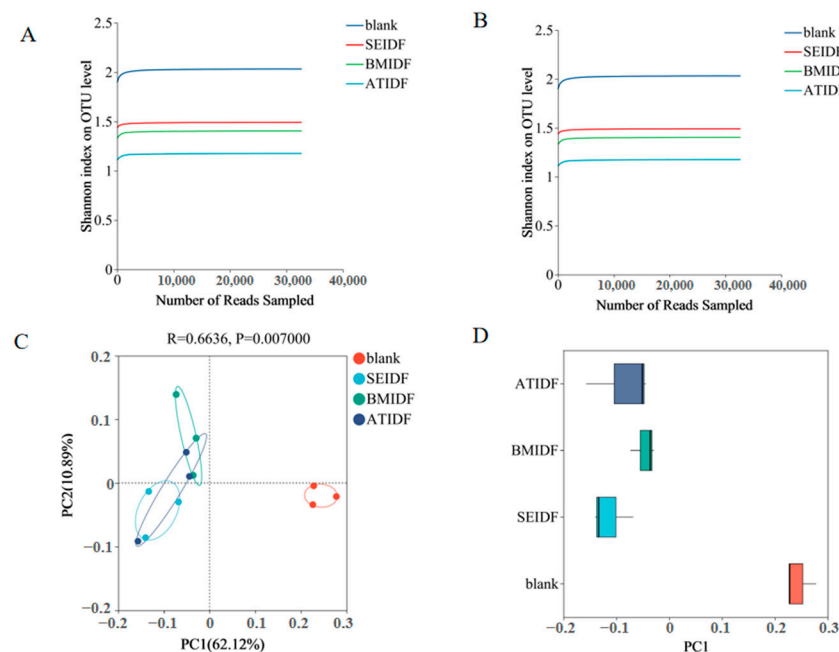 A
Shannon index on OTU level
2.5
2
1.5
1
0.5
0
0
10,000
20,000
30,000
40,000
Number of Reads Sampled
blank
SEIDF
BMIDF
ATIDF
B
Shannon index on OTU level
2.5
2
1.5
1
0.5
0
0
10,000
20,000
30,000
40,000
Number of Reads Sampled
blank
SEIDF
BMID
ATID
C
R=0.6636, P=0.007000
PC2(10.89%)
0.2
0.1
0
−0.1
−0.2
−0.2
−0.1
0
0.1
0.2
0.3
PC1(62.12%)
blank
SEIDF
BMIDF
ATIDF
D
ATIDF
BMIDF
SEIDF
blank
−0.2
−0.1
0
0.1
0.2
0.3
PC1